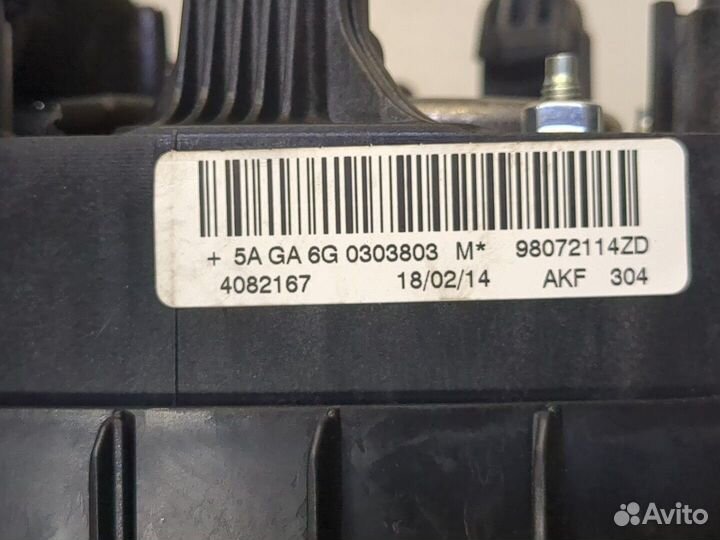 + 5A GA 6G 0303803 M* 98072114ZD
4082167 18/02/14 AKF 304
Avito